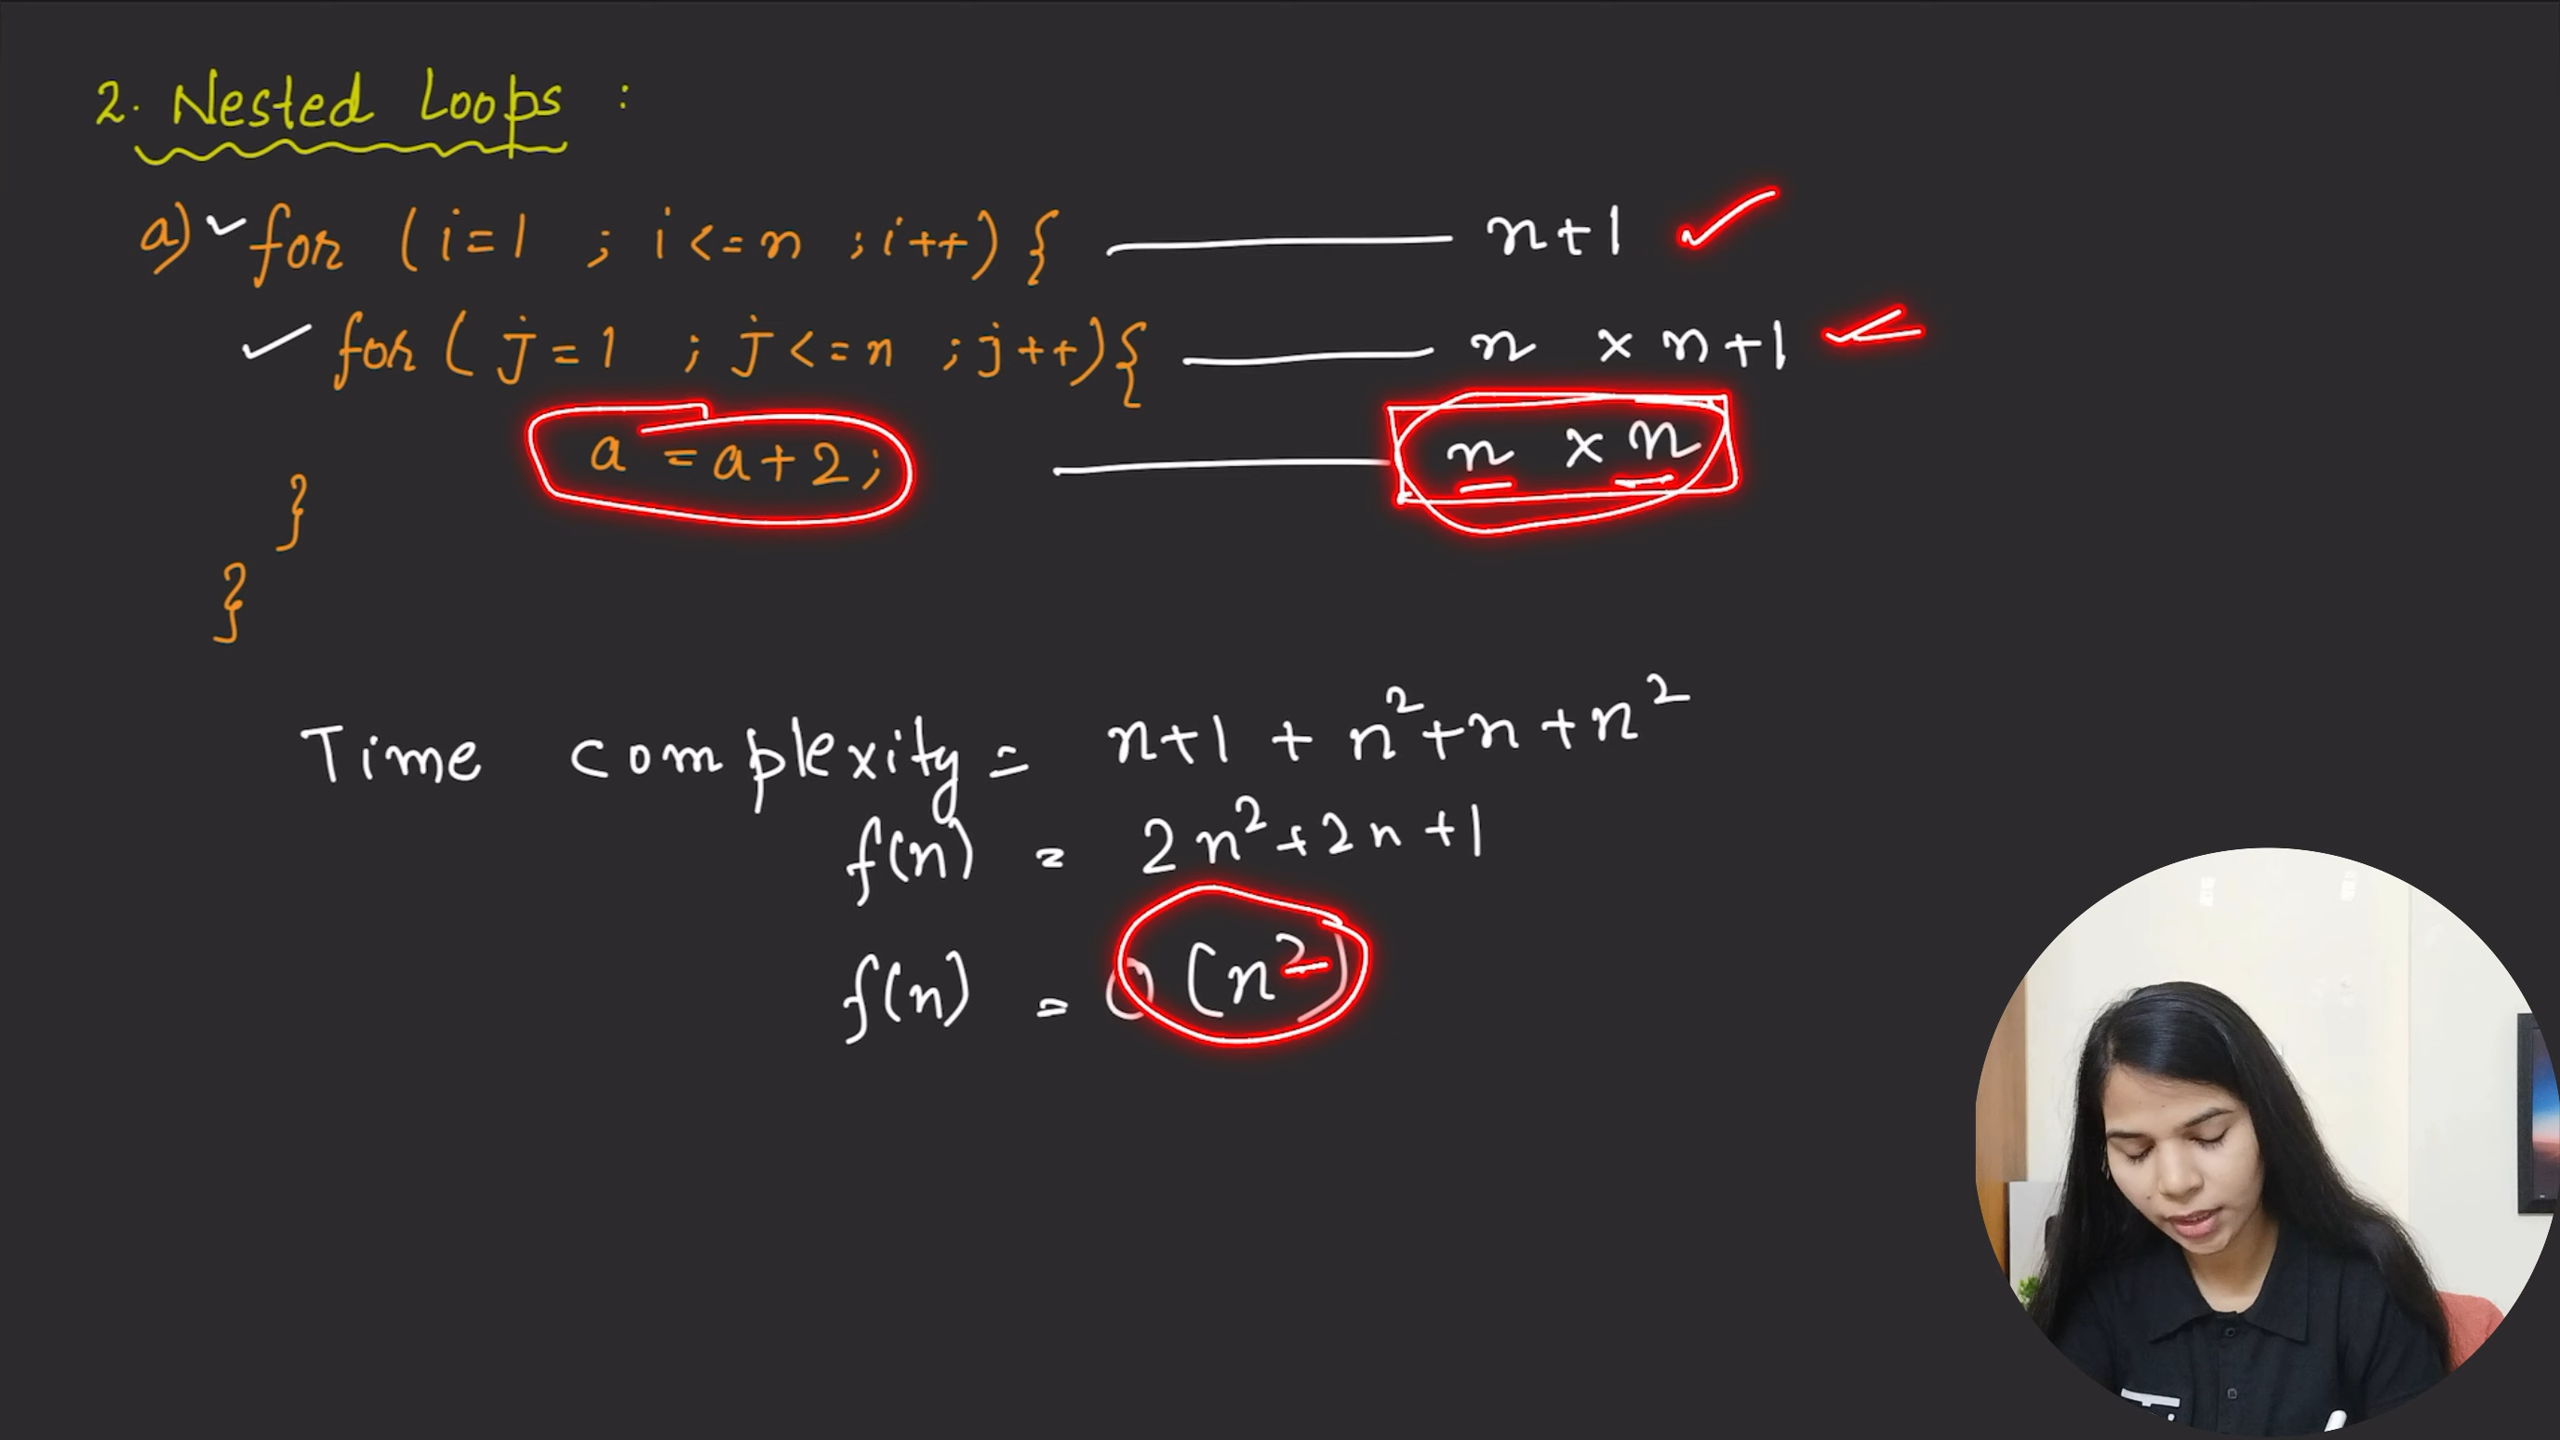 2. Nested Loops :
a) for (i=1 ; i<=n ; i++) { n+1
for ( j=1 ; j<=n ; j++){ n × n+1
a = a+2; n × n
}
}
Time complexity = n+1 + n²+n+n²
f(n) = 2n²+2n+1
f(n) = O(n²)